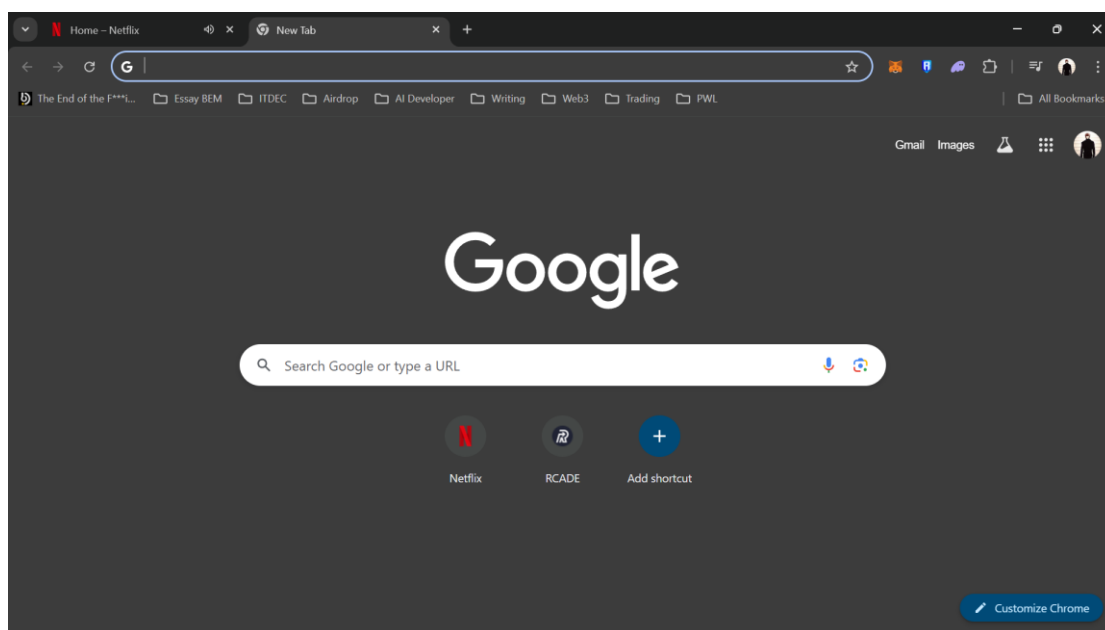 Home – Netflix
New Tab
G
The End of the F***i...
Essay BEM
ITDEC
Airdrop
AI Developer
Writing
Web3
Trading
PWL
All Bookmarks
Gmail Images
Google
Search Google or type a URL
Netflix RCADE Add shortcut
Customize Chrome